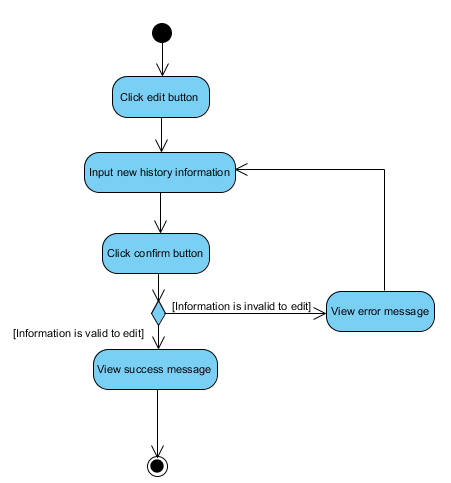 Click edit button
Input new history information
Click confirm button
[Information is invalid to edit]
View error message
[Information is valid to edit]
View success message